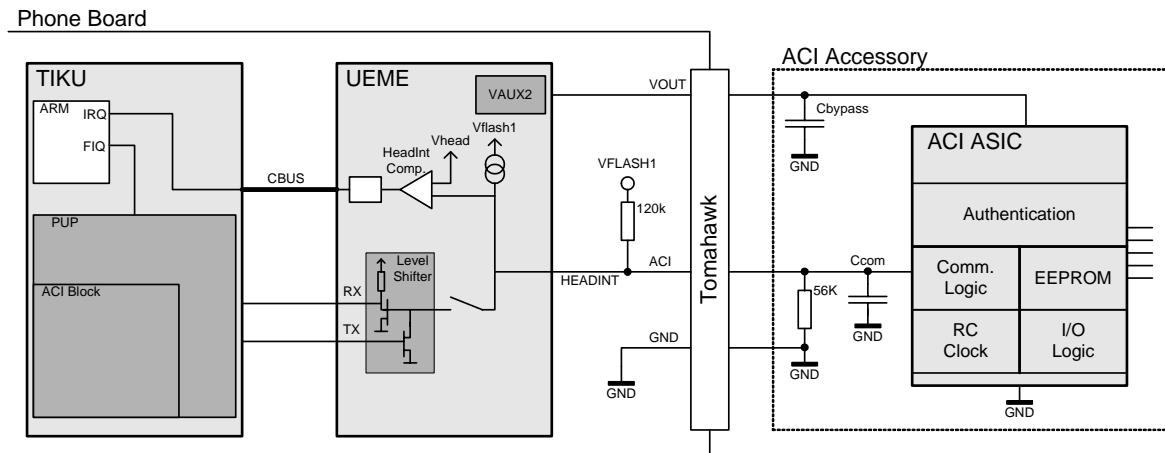 Phone Board
TIKU
ARM
IRQ
FIQ
PUP
ACI Block
CBUS
RX
TX
UEME
VAUX2
Vflash1
Vhead
HeadInt
Comp.
Level
Shifter
VOUT
VFLASH1
120k
ACI
HEADINT
GND
GND
Tomahawk
ACI Accessory
Cbypass
GND
Ccom
56K
GND
ACI ASIC
Authentication
Comm.
Logic
EEPROM
RC
Clock
I/O
Logic
GND